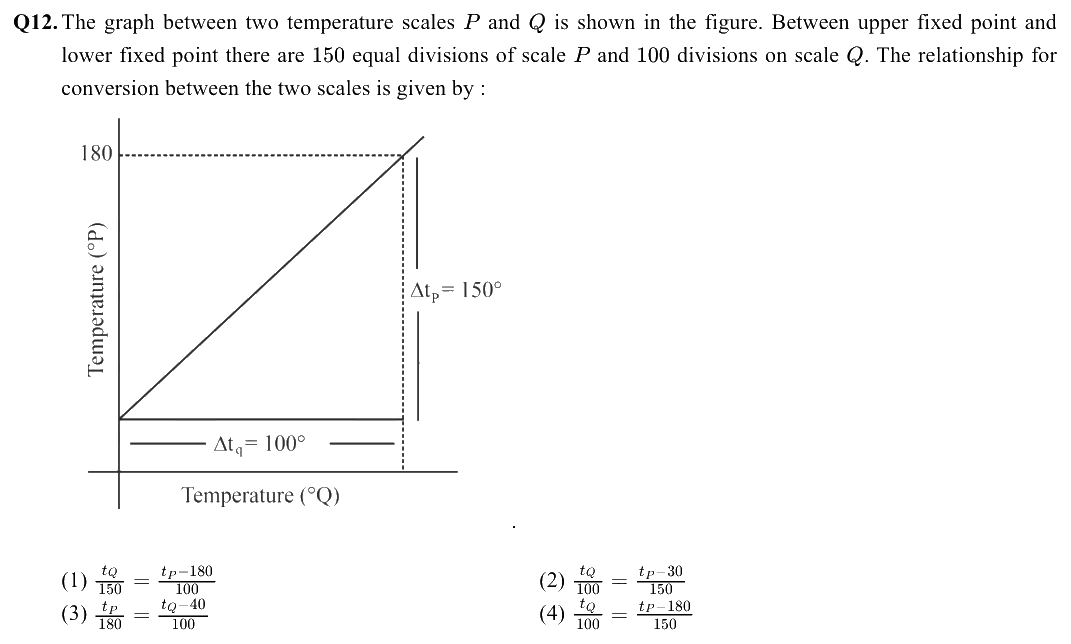 Q12. The graph between two temperature scales P and Q is shown in the figure. Between upper fixed point and
lower fixed point there are 150 equal divisions of scale P and 100 divisions on scale Q. The relationship for
conversion between the two scales is given by :
180
Temperature (°P)
Δt_P = 150°
Δt_q = 100°
Temperature (°Q)
(1) t_Q/150 = (t_P−180)/100
(2) t_Q/100 = (t_P−30)/150
(3) t_P/180 = (t_Q−40)/100
(4) t_Q/100 = (t_P−180)/150